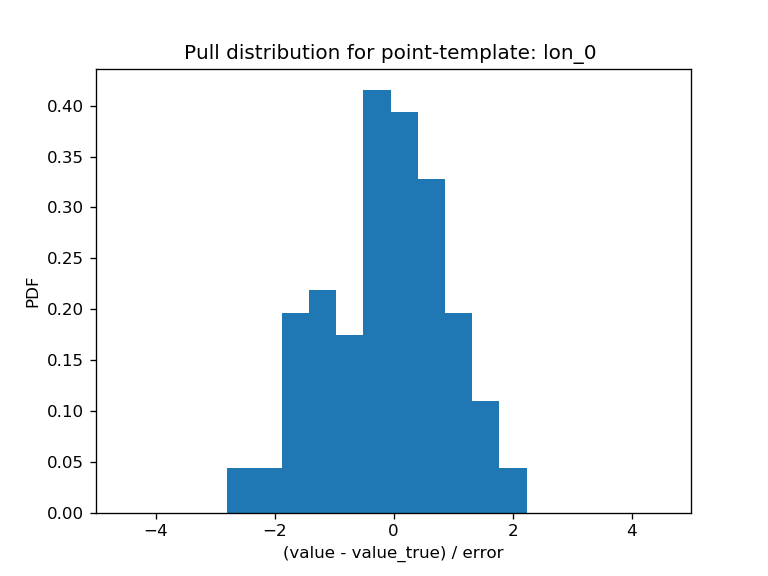 Pull distribution for point-template: lon_0
PDF
0.40
0.35
0.30
0.25
0.20
0.15
0.10
0.05
0.00
−4 −2 0 2 4
(value - value_true) / error